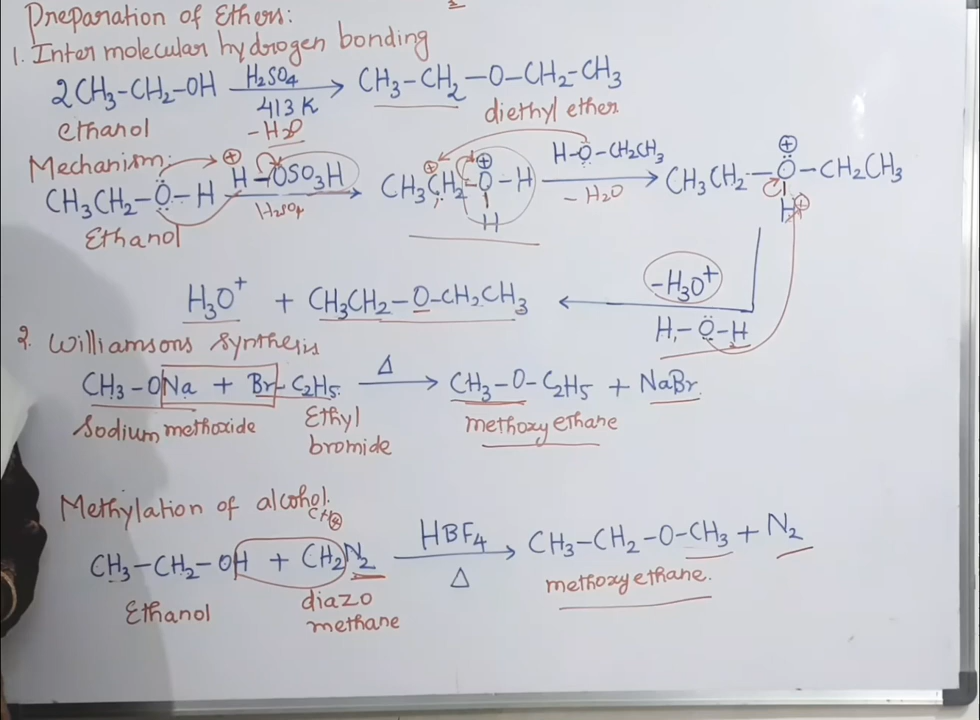 Preparation of Ethers:
1. Inter molecular hydrogen bonding
2CH3-CH2-OH H2SO4 413K -H2O → CH3-CH2-O-CH2-CH3
ethanol diethyl ether
Mechanism:
CH3CH2-Ö-H ⊕ H-OSO3H H2SO4 → ⊕ CH3CH2-O⊕-H H H-Ö-CH2CH3 -H2O → CH3CH2-O⊕-CH2CH3 H⊕
Ethanol
H3O+ + CH3CH2-O-CH2CH3 ← -H3O+ H-Ö-H
2. Williamsons synthesis
CH3-ONa + Br-C2H5 Δ → CH3-O-C2H5 + NaBr
Sodium methoxide Ethyl bromide methoxy ethane
Methylation of alcohol.
CH3⊕
CH3-CH2-OH + CH2N2 HBF4 Δ → CH3-CH2-O-CH3 + N2
Ethanol diazo methane methoxy ethane.